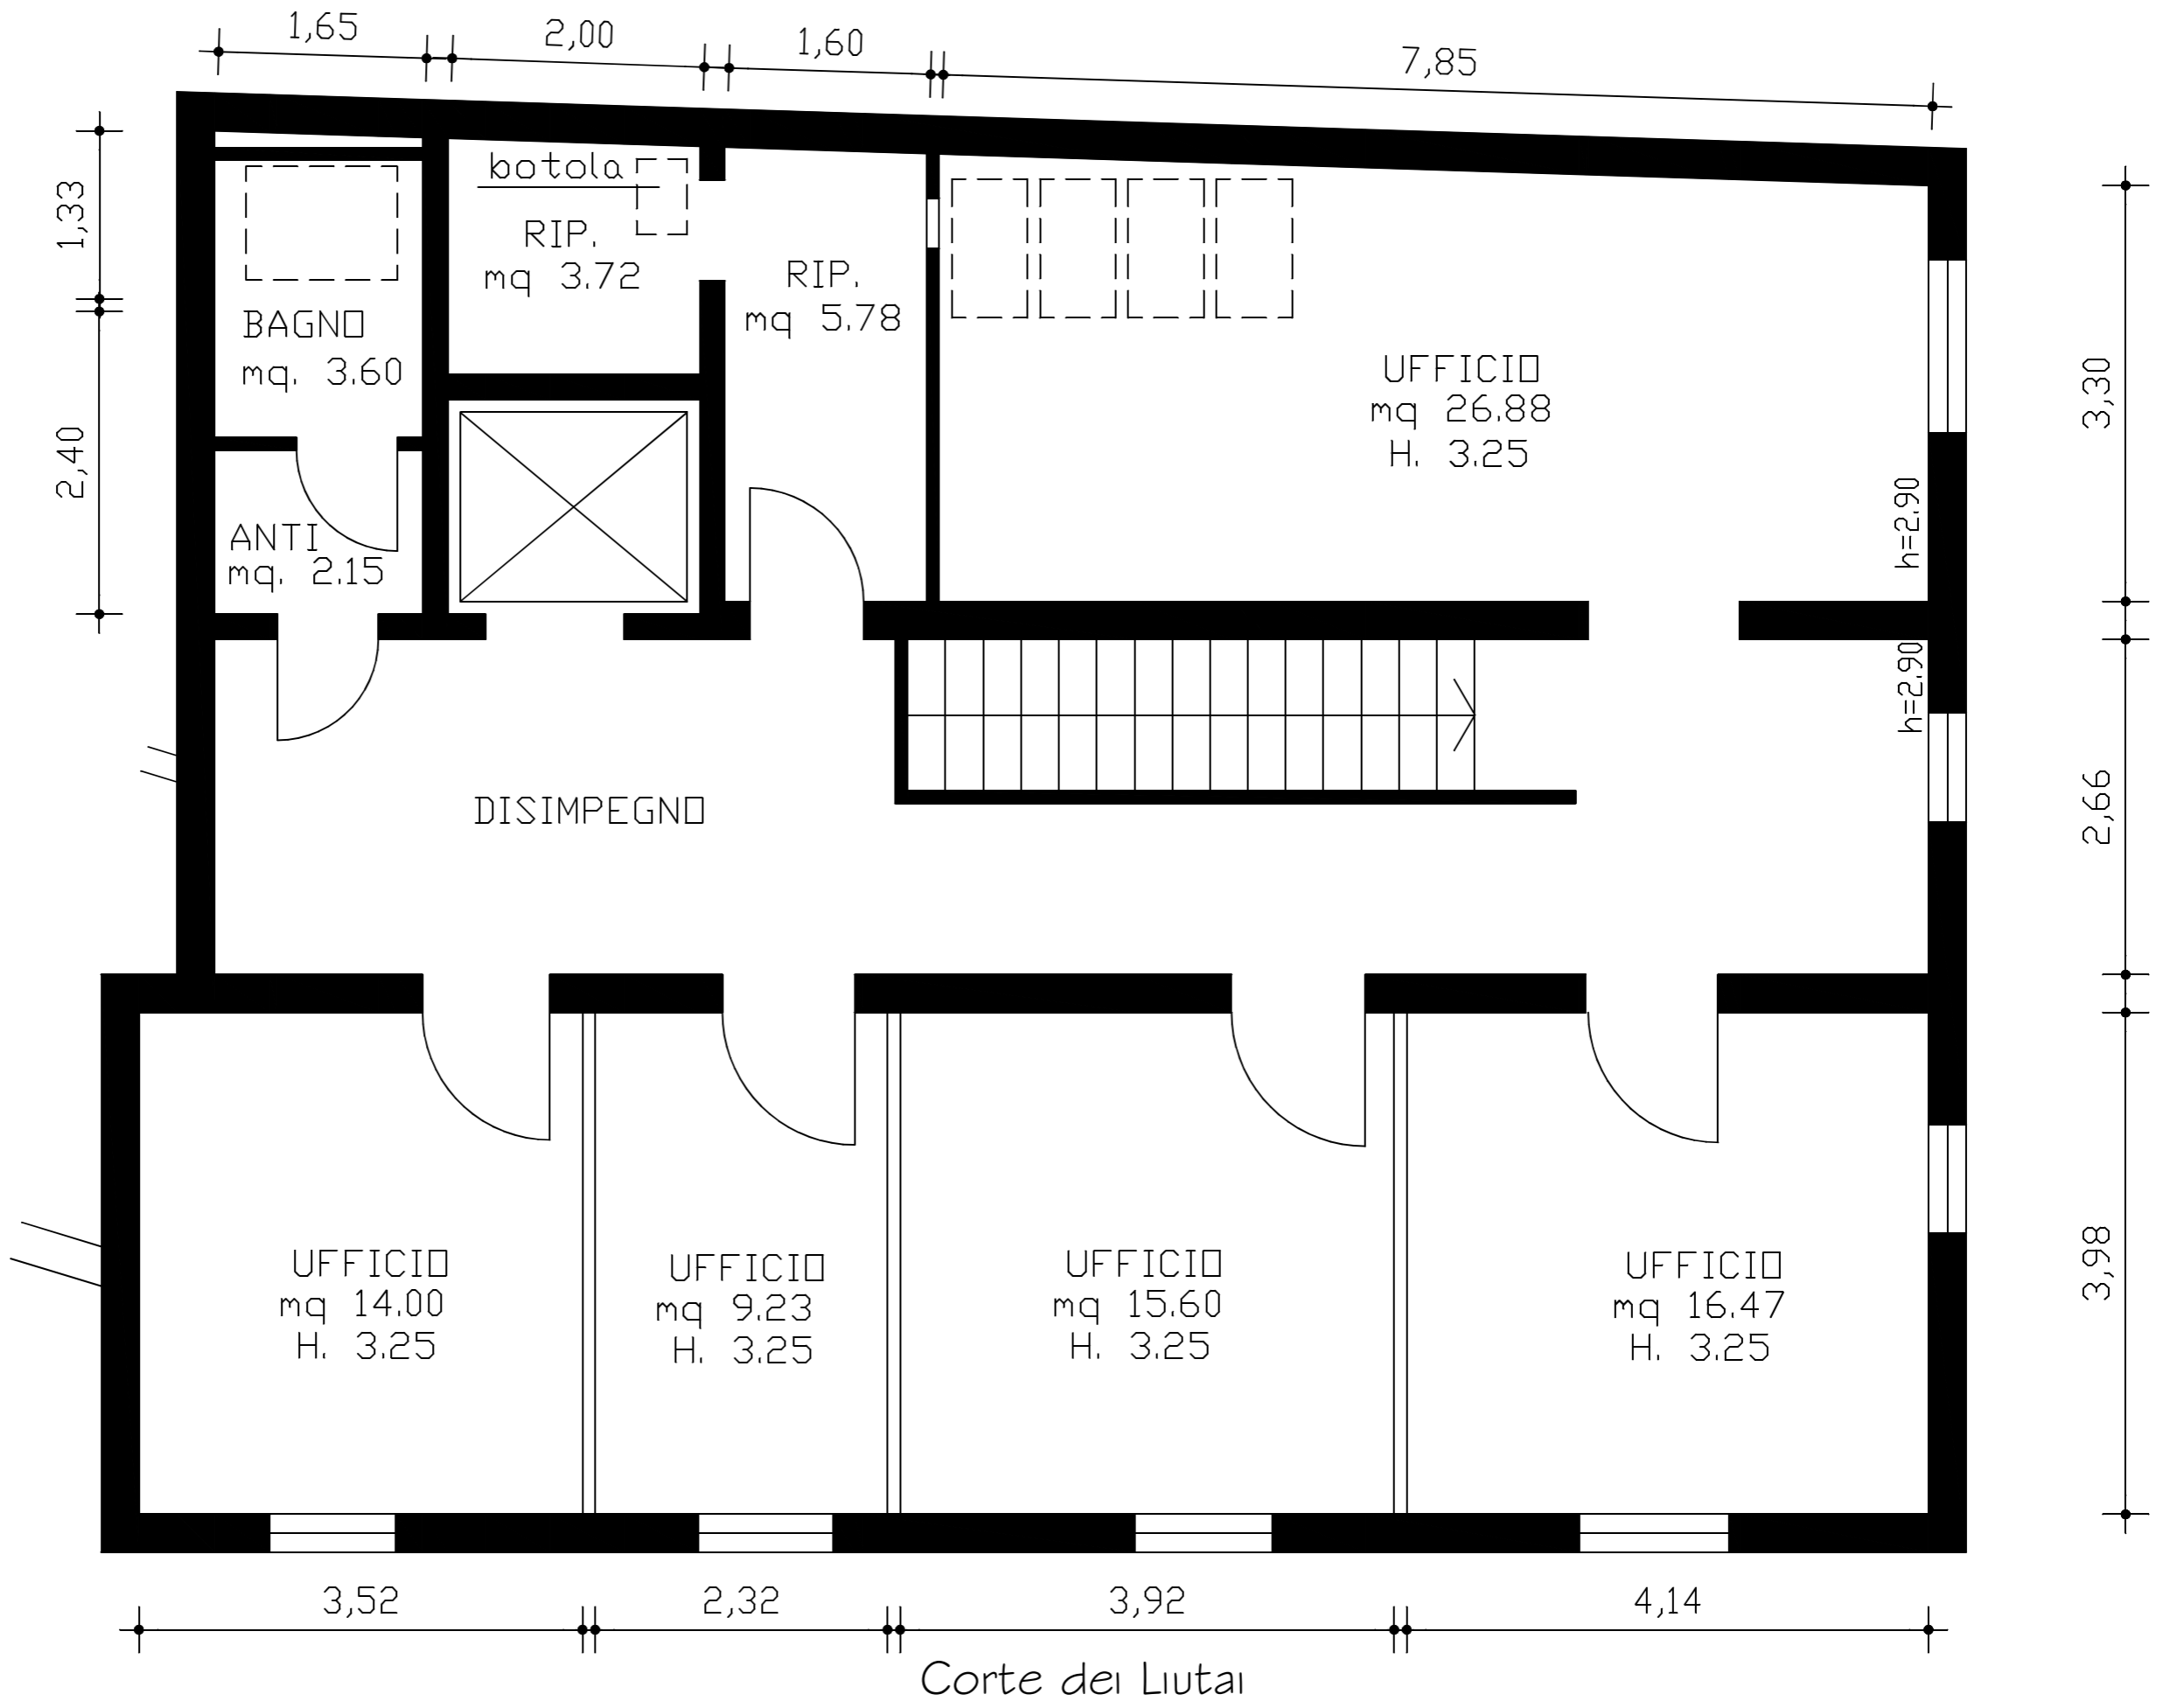 1,65
2,00
1,60
7,85
1,33
2,40
botola
RIP.
mq 3.72
RIP.
mq 5.78
BAGNO
mq. 3.60
ANTI
mq. 2.15
UFFICIO
mq 26.88
H. 3.25
h=2.90
h=2.90
3,30
2,66
3,98
DISIMPEGNO
UFFICIO
mq 14.00
H. 3.25
UFFICIO
mq 9.23
H. 3.25
UFFICIO
mq 15.60
H. 3.25
UFFICIO
mq 16.47
H. 3.25
3,52
2,32
3,92
4,14
Corte dei Liutai